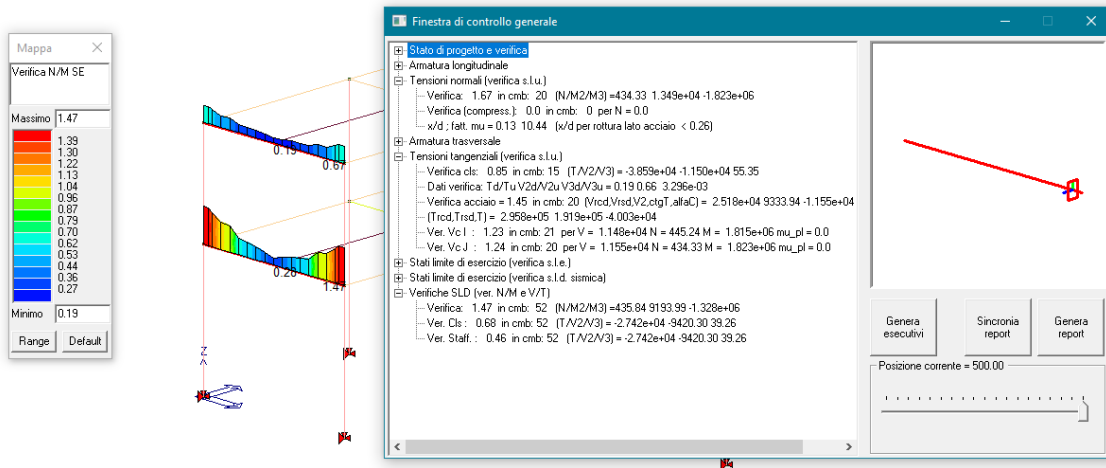 Mappa
Verifica N/M SE
Massimo 1.47
1.39
1.30
1.22
1.13
1.04
0.96
0.87
0.79
0.70
0.62
0.53
0.44
0.36
0.27
Minimo 0.19
Range Default
0.19
0.67
0.20
1.47
Z
Finestra di controllo generale
Stato di progetto e verifica
Armatura longitudinale
Tensioni normali (verifica s.l.u.)
Verifica: 1.67 in cmb: 20 (N/M2/M3) =434.33 1.349e+04 -1.823e+06
Verifica (compress.): 0.0 in cmb: 0 per N = 0.0
x/d ; fatt. mu = 0.13 10.44 (x/d per rottura lato acciaio < 0.26)
Armatura trasversale
Tensioni tangenziali (verifica s.l.u.)
Verifica cls: 0.85 in cmb: 15 (T/V2/V3) = -3.859e+04 -1.150e+04 55.35
Dati verifica: Td/Tu V2d/V2u V3d/V3u = 0.19 0.66 3.296e-03
Verifica acciaio = 1.45 in cmb: 20 (Vrcd,Vrsd,V2,ctgT,alfaC) = 2.518e+04 9333.94 -1.155e+04
(Trcd,Trsd,T) = 2.958e+05 1.919e+05 -4.003e+04
Ver. Vc I : 1.23 in cmb: 21 per V = 1.148e+04 N = 445.24 M = 1.815e+06 mu_pl = 0.0
Ver. Vc J : 1.24 in cmb: 20 per V = 1.155e+04 N = 434.33 M = 1.823e+06 mu_pl = 0.0
Stati limite di esercizio (verifica s.l.e.)
Stati limite di esercizio (verifica s.l.d. sismica)
Verifiche SLD (ver. N/M e V/T)
Verifica: 1.47 in cmb: 52 (N/M2/M3) =435.84 9193.99 -1.328e+06
Ver. Cls : 0.68 in cmb: 52 (T/V2/V3) = -2.742e+04 -9420.30 39.26
Ver. Staff. : 0.46 in cmb: 52 (T/V2/V3) = -2.742e+04 -9420.30 39.26
Genera esecutivi
Sincronia report
Genera report
Posizione corrente = 500.00